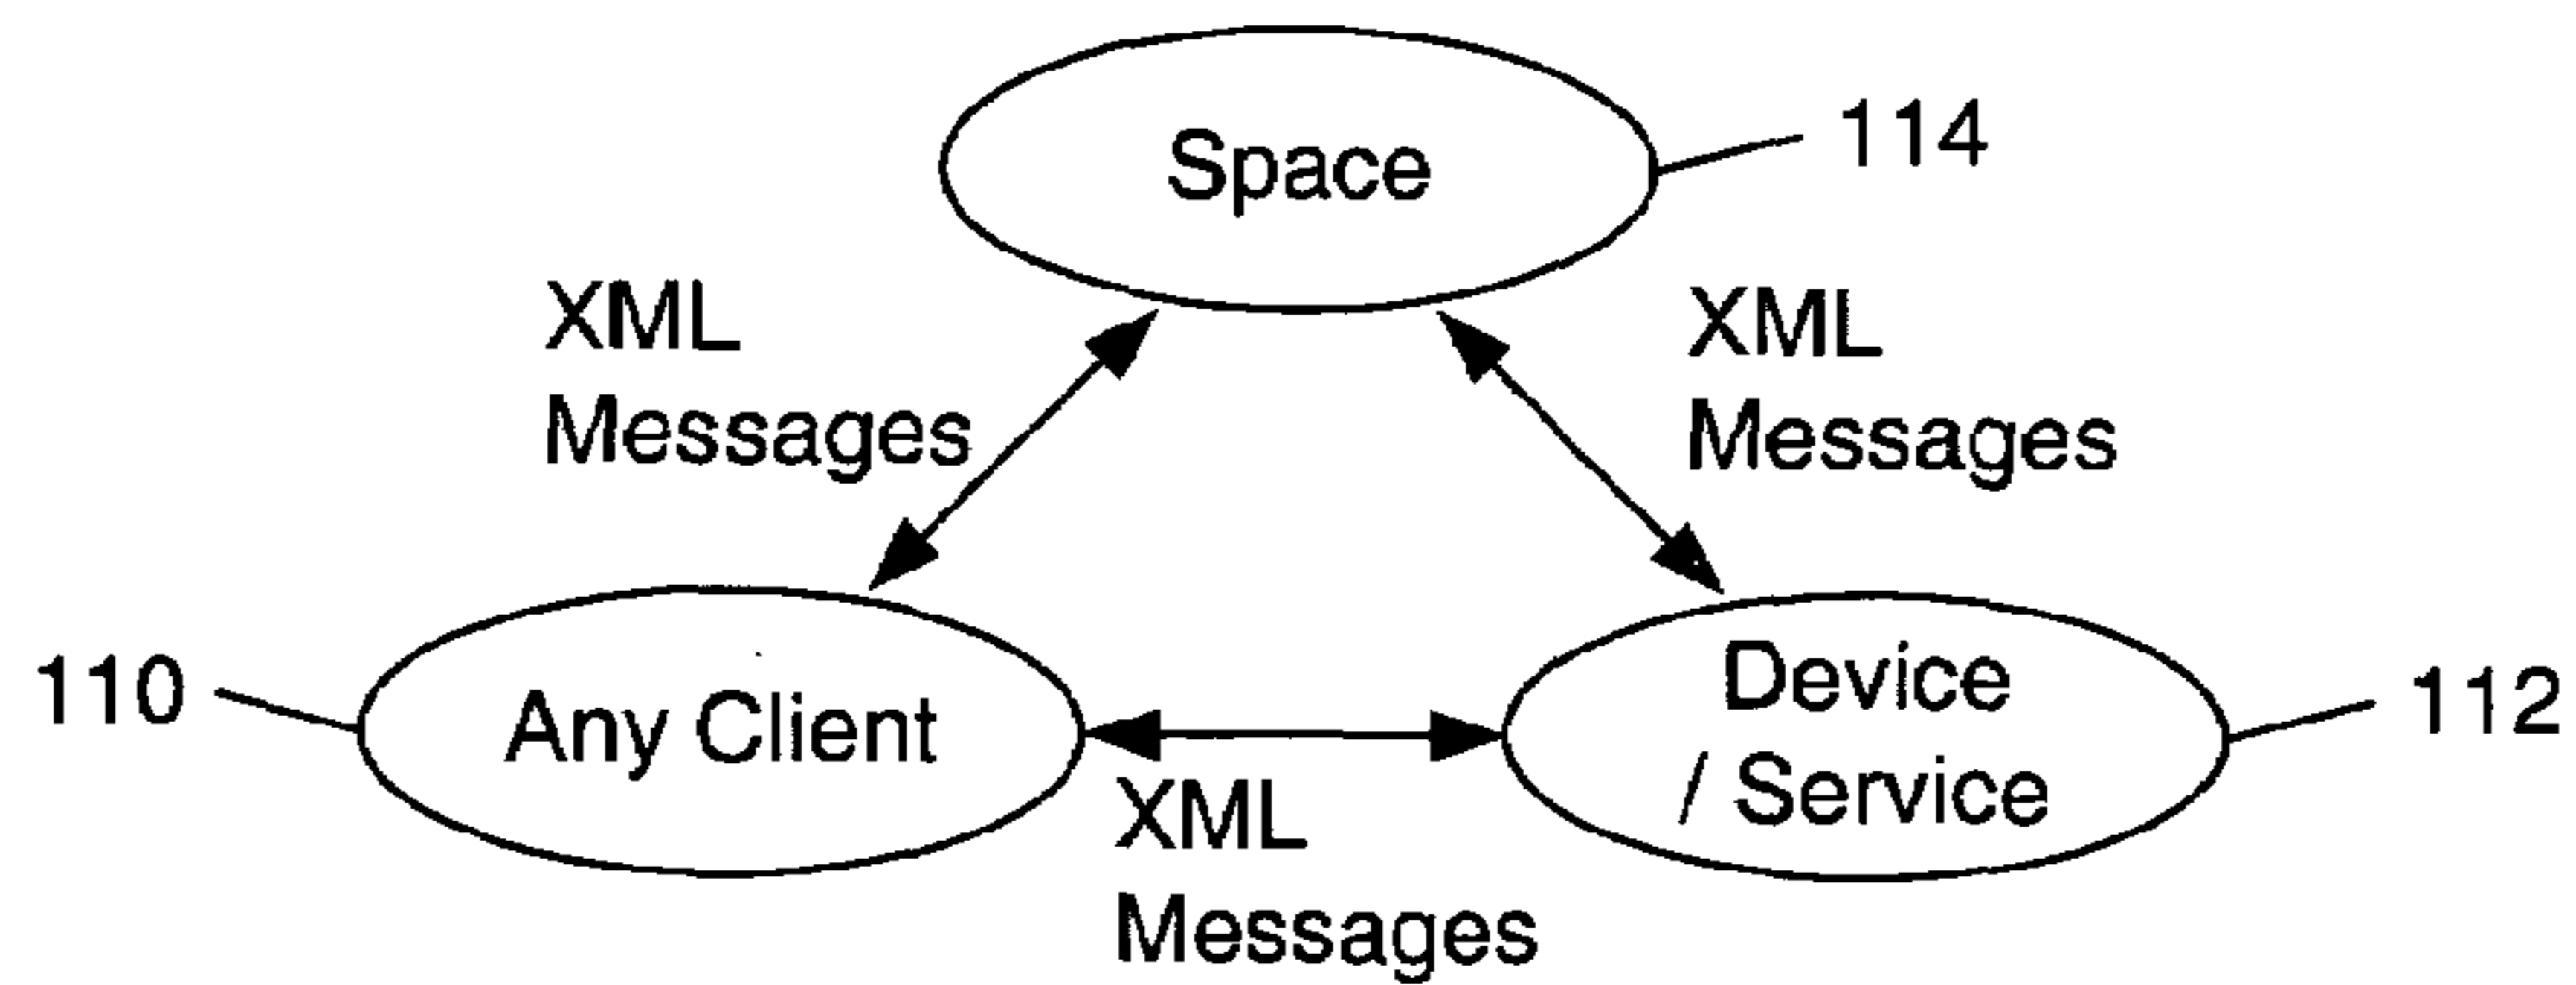 Space
114
XML
Messages
XML
Messages
110
Any Client
Device
/ Service
112
XML
Messages